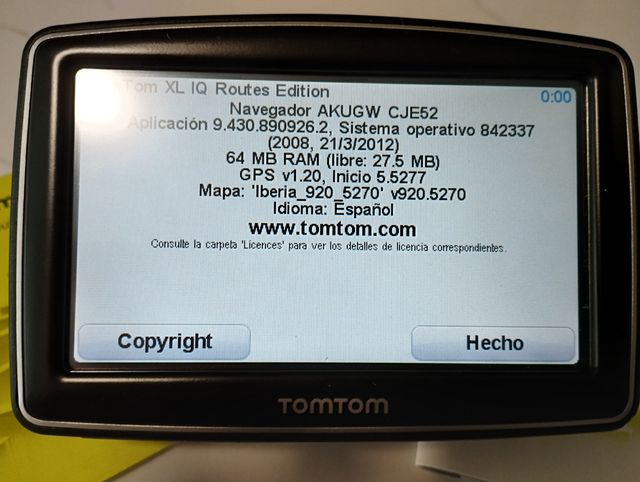 Tom XL IQ Routes Edition
0:00
Navegador AKUGW CJE52
Aplicación 9.430.890926.2, Sistema operativo 842337
(2008, 21/3/2012)
64 MB RAM (libre: 27.5 MB)
GPS v1.20, Inicio 5.5277
Mapa: 'Iberia_920_5270' v920.5270
Idioma: Español
www.tomtom.com
Consulte la carpeta 'Licences' para ver los detalles de licencia correspondientes.
Copyright
Hecho
TOMTOM